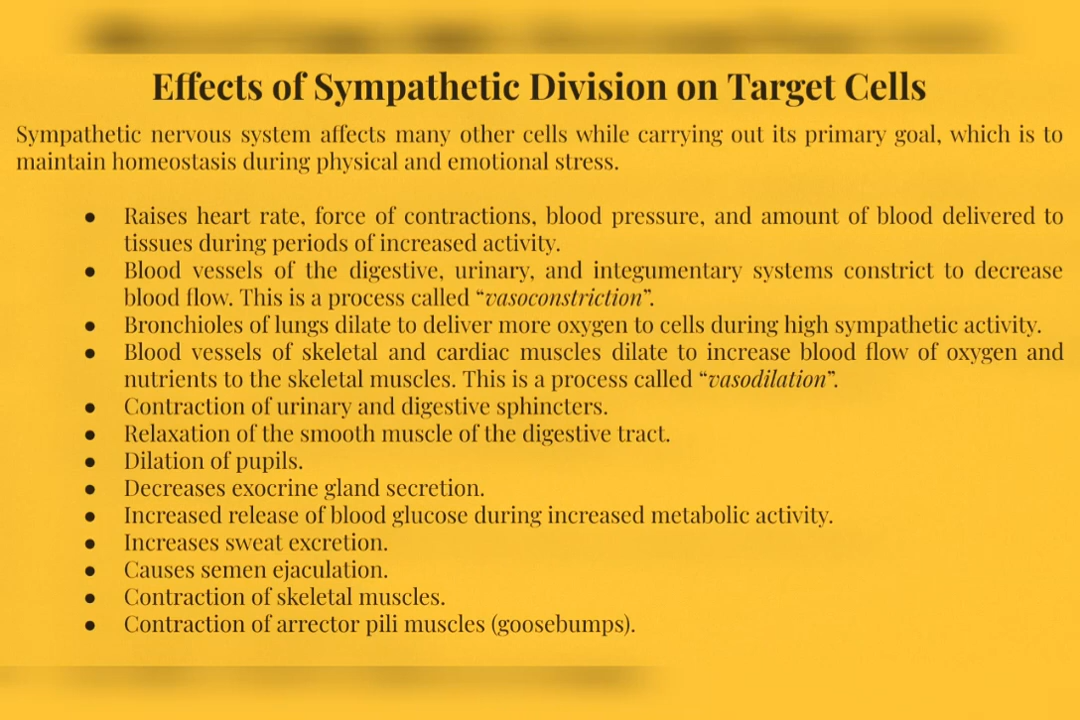 Effects of Sympathetic Division on Target Cells
Sympathetic nervous system affects many other cells while carrying out its primary goal, which is to
maintain homeostasis during physical and emotional stress.
● Raises heart rate, force of contractions, blood pressure, and amount of blood delivered to
tissues during periods of increased activity.
● Blood vessels of the digestive, urinary, and integumentary systems constrict to decrease
blood flow. This is a process called “vasoconstriction”.
● Bronchioles of lungs dilate to deliver more oxygen to cells during high sympathetic activity.
● Blood vessels of skeletal and cardiac muscles dilate to increase blood flow of oxygen and
nutrients to the skeletal muscles. This is a process called “vasodilation”.
● Contraction of urinary and digestive sphincters.
● Relaxation of the smooth muscle of the digestive tract.
● Dilation of pupils.
● Decreases exocrine gland secretion.
● Increased release of blood glucose during increased metabolic activity.
● Increases sweat excretion.
● Causes semen ejaculation.
● Contraction of skeletal muscles.
● Contraction of arrector pili muscles (goosebumps).